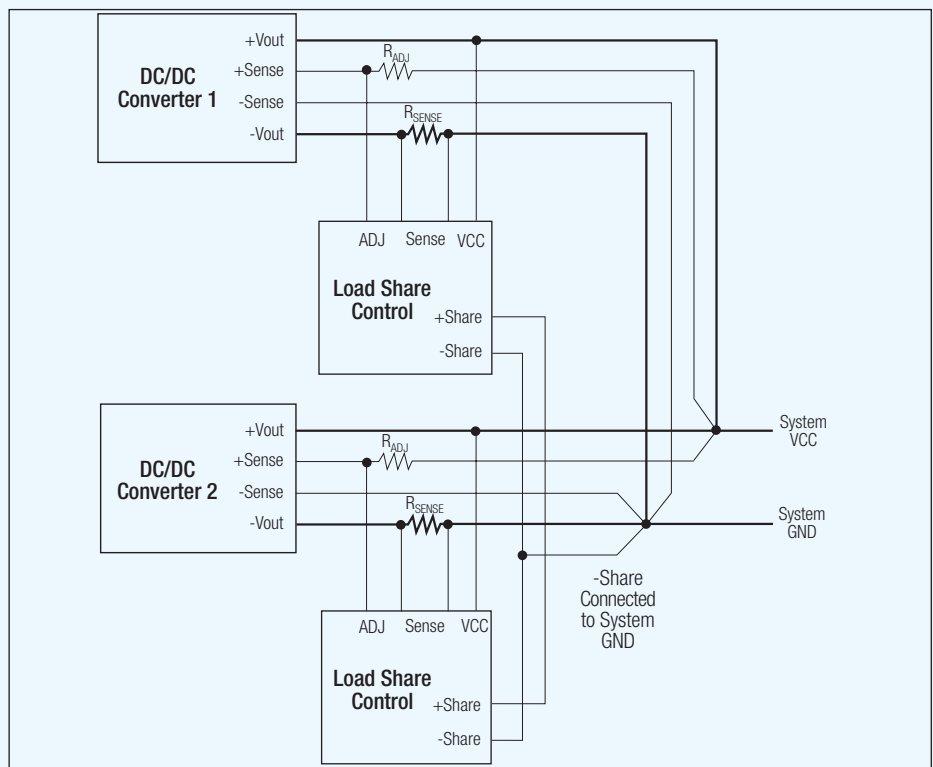 DC/DC
Converter 1
+Vout
+Sense
-Sense
-Vout
RADJ
RSENSE
ADJ
Sense
VCC
Load Share
Control
+Share
-Share
DC/DC
Converter 2
+Vout
+Sense
-Sense
-Vout
RADJ
RSENSE
System
VCC
System
GND
-Share
Connected
to System
GND
ADJ
Sense
VCC
Load Share
Control
+Share
-Share